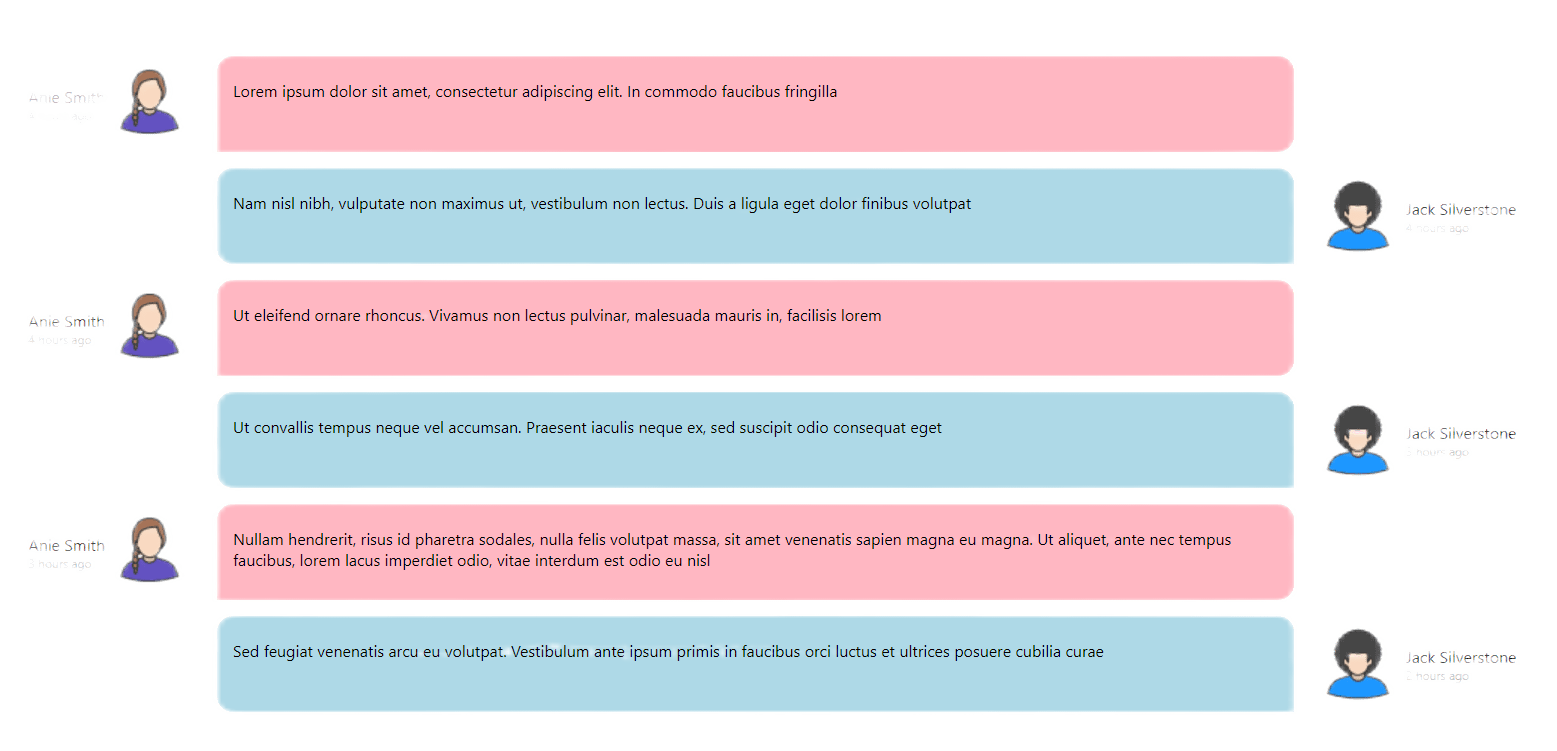 Anie Smith
hours ago
Lorem ipsum dolor sit amet, consectetur adipiscing elit. In commodo faucibus fringilla
Nam nisl nibh, vulputate non maximus ut, vestibulum non lectus. Duis a ligula eget dolor finibus volutpat
Jack Silverstone
4 hours ago
Anie Smith
4 hours ago
Ut eleifend ornare rhoncus. Vivamus non lectus pulvinar, malesuada mauris in, facilisis lorem
Ut convallis tempus neque vel accumsan. Praesent iaculis neque ex, sed suscipit odio consequat eget
Jack Silverstone
hours ago
Anie Smith
hours ago
Nullam hendrerit, risus id pharetra sodales, nulla felis volutpat massa, sit amet venenatis sapien magna eu magna. Ut aliquet, ante nec tempus
faucibus, lorem lacus imperdiet odio, vitae interdum est odio eu nisl
Sed feugiat venenatis arcu eu volutpat. Vestibulum ante ipsum primis in faucibus orci luctus et ultrices posuere cubilia curae
Jack Silverstone
hours ago